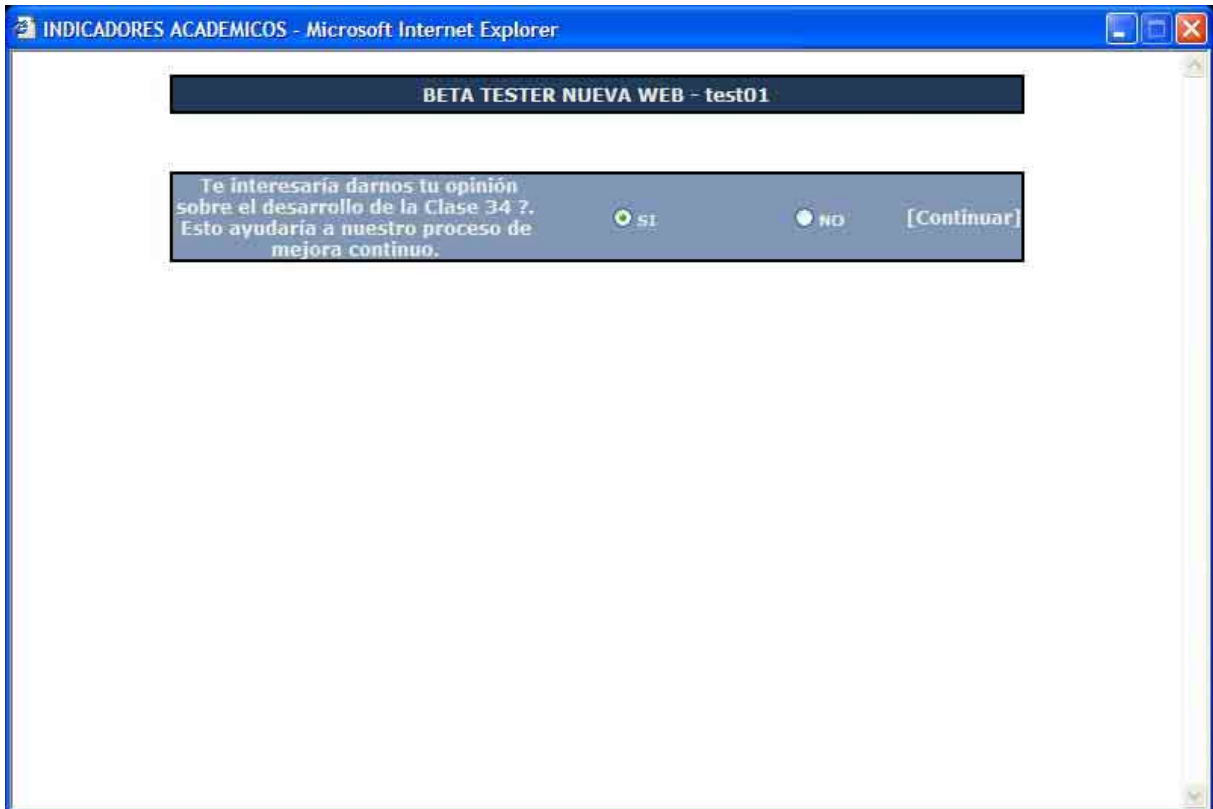 INDICADORES ACADEMICOS - Microsoft Internet Explorer
BETA TESTER NUEVA WEB - test01
Te interesaría darnos tu opinión
sobre el desarrollo de la Clase 34 ?.
Esto ayudaría a nuestro proceso de
mejora continuo.
SI
NO
[Continuar]